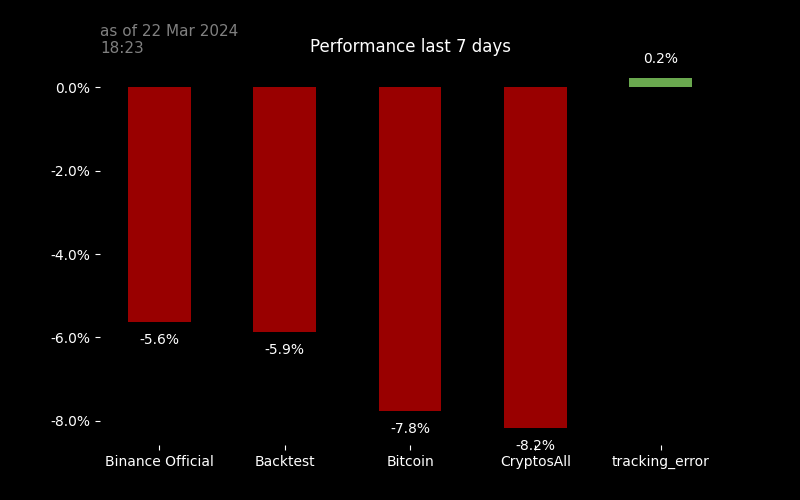 as of 22 Mar 2024
18:23
Performance last 7 days
0.2%
0.0%
-2.0%
-4.0%
-6.0%
-8.0%
-5.6%
-5.9%
-7.8%
-8.2%
Binance Official
Backtest
Bitcoin
CryptosAll
tracking_error